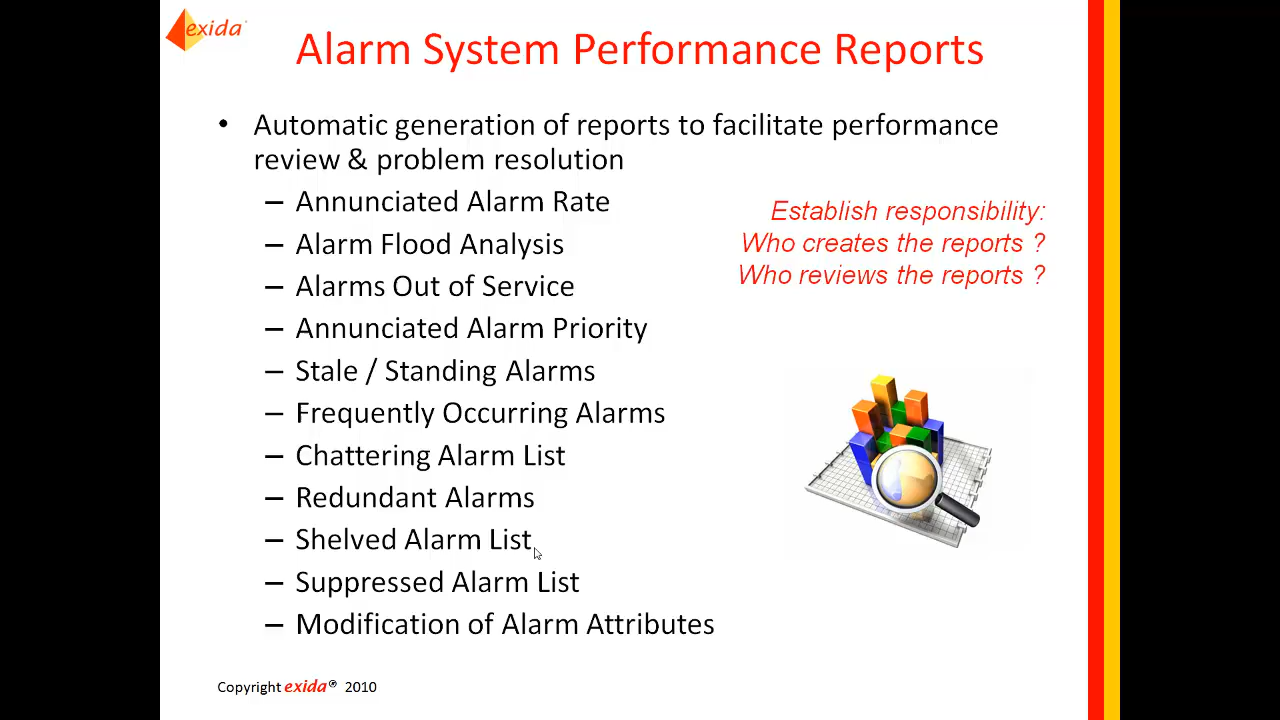 exida
Alarm System Performance Reports
• Automatic generation of reports to facilitate performance
review & problem resolution
– Annunciated Alarm Rate
– Alarm Flood Analysis
– Alarms Out of Service
– Annunciated Alarm Priority
– Stale / Standing Alarms
– Frequently Occurring Alarms
– Chattering Alarm List
– Redundant Alarms
– Shelved Alarm List
– Suppressed Alarm List
– Modification of Alarm Attributes
Establish responsibility:
Who creates the reports ?
Who reviews the reports ?
Copyright exida® 2010